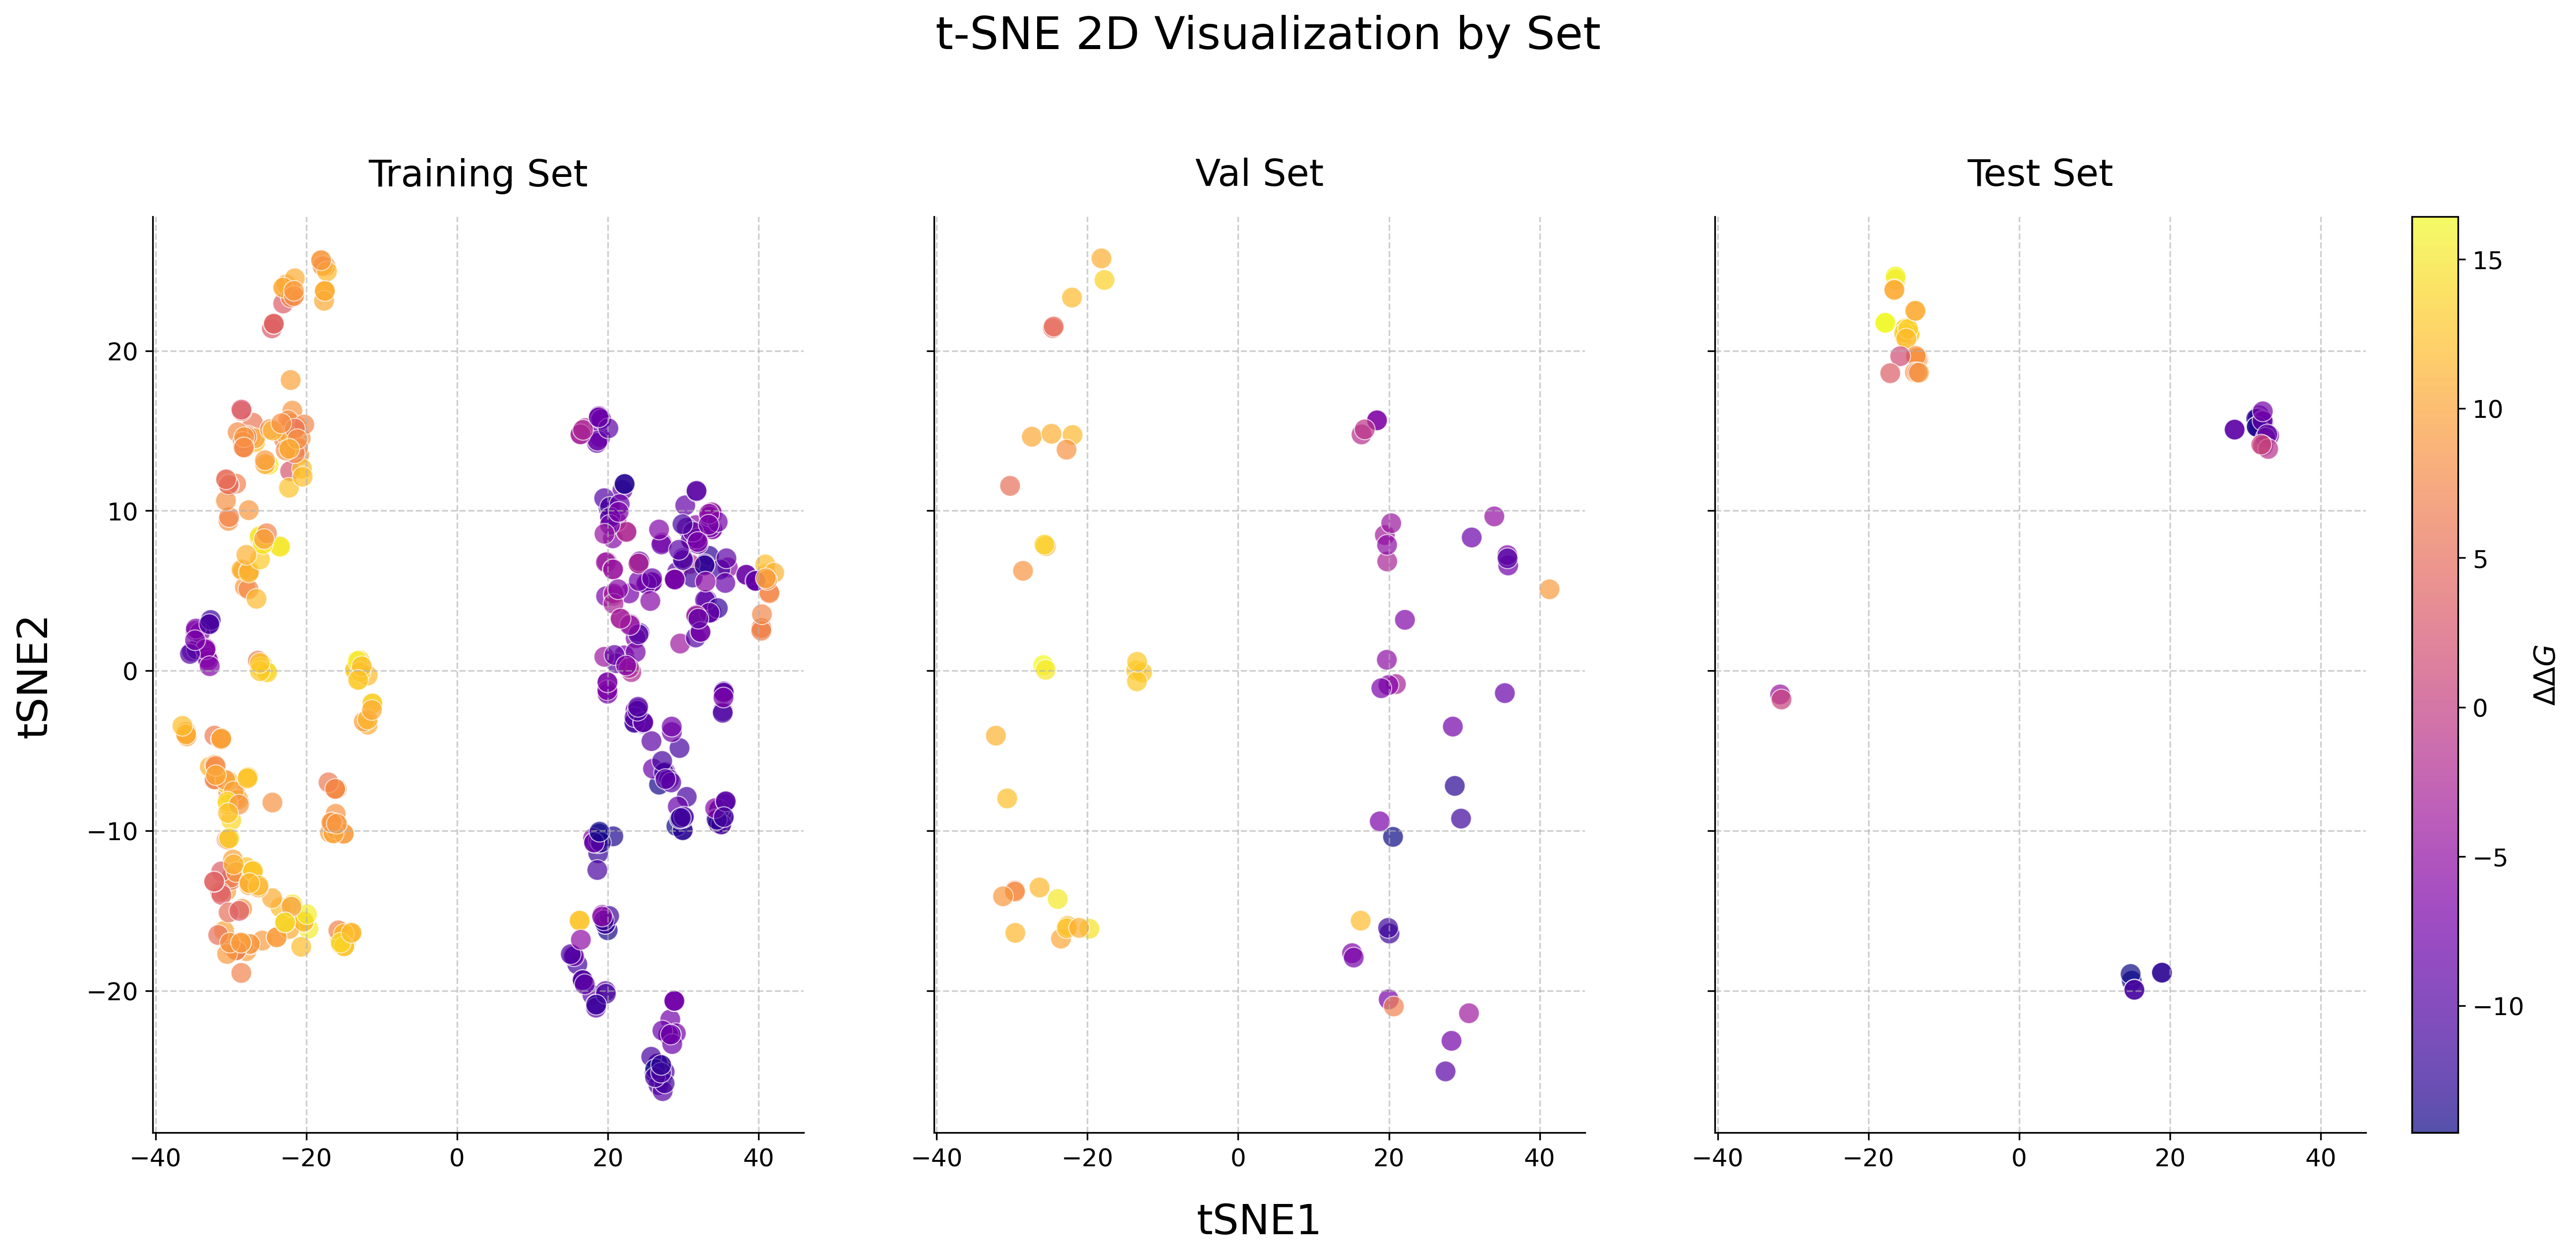 t-SNE 2D Visualization by Set
Training Set
Val Set
Test Set
tSNE2
20
10
0
−10
−20
−40 −20 0 20 40
−40 −20 0 20 40
−40 −20 0 20 40
tSNE1
15
10
5
0
−5
−10
ΔΔG